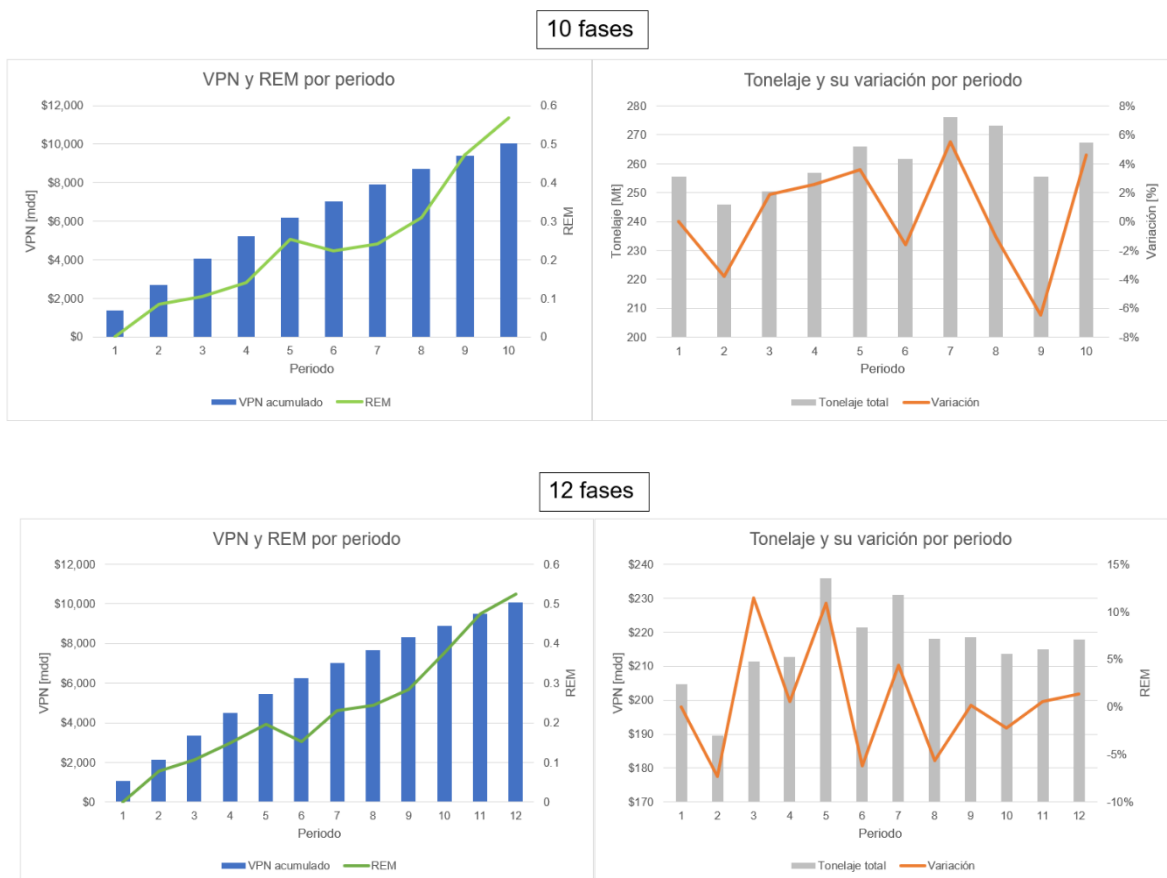 10 fases
VPN y REM por periodo
$12,000
$10,000
$8,000
$6,000
$4,000
$2,000
$0
VPN [mdd]
0.6
0.5
0.4
0.3
0.2
0.1
0
REM
1 2 3 4 5 6 7 8 9 10
Periodo
VPN acumulado REM
Tonelaje y su variación por periodo
280
270
260
250
240
230
220
210
200
Tonelaje [Mt]
8%
6%
4%
2%
0%
-2%
-4%
-6%
-8%
Variación [%]
1 2 3 4 5 6 7 8 9 10
Periodo
Tonelaje total Variación
12 fases
VPN y REM por periodo
$12,000
$10,000
$8,000
$6,000
$4,000
$2,000
$0
VPN [mdd]
0.6
0.5
0.4
0.3
0.2
0.1
0
REM
1 2 3 4 5 6 7 8 9 10 11 12
Periodo
VPN acumulado REM
Tonelaje y su varición por periodo
$240
$230
$220
$210
$200
$190
$180
$170
VPN [mdd]
15%
10%
5%
0%
-5%
-10%
REM
1 2 3 4 5 6 7 8 9 10 11 12
Periodo
Tonelaje total Variación